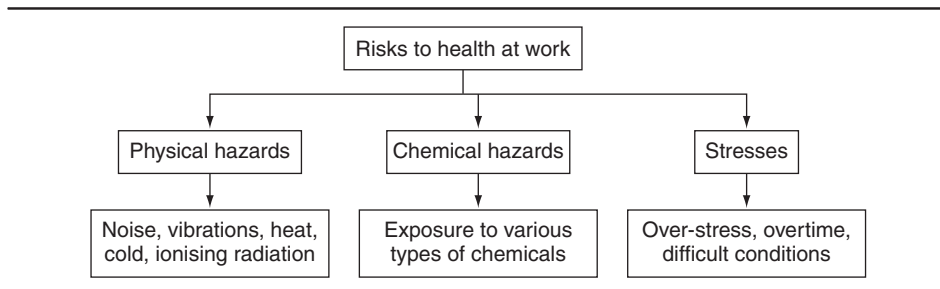 Risks to health at work
Physical hazards
Chemical hazards
Stresses
Noise, vibrations, heat,
cold, ionising radiation
Exposure to various
types of chemicals
Over-stress, overtime,
difficult conditions